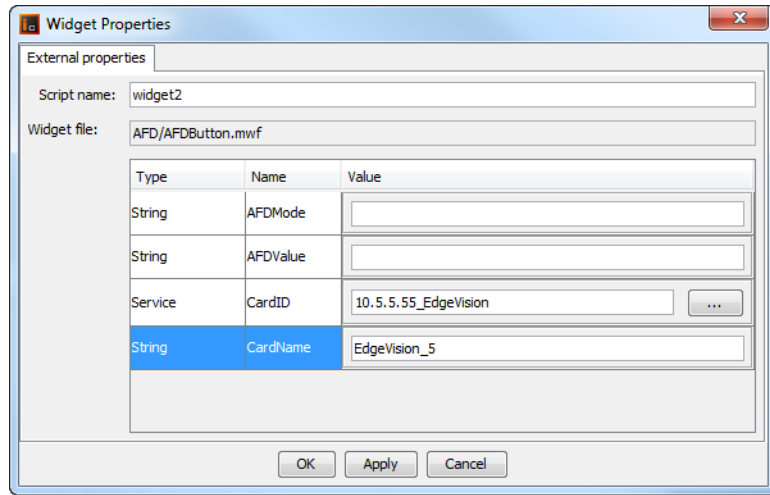 Widget Properties
External properties
Script name: widget2
Widget file: AFD/AFDButton.mwf
Type Name Value
String AFDMode
String AFDValue
Service CardID 10.5.5.55_EdgeVision ...
String CardName EdgeVision_5
OK Apply Cancel